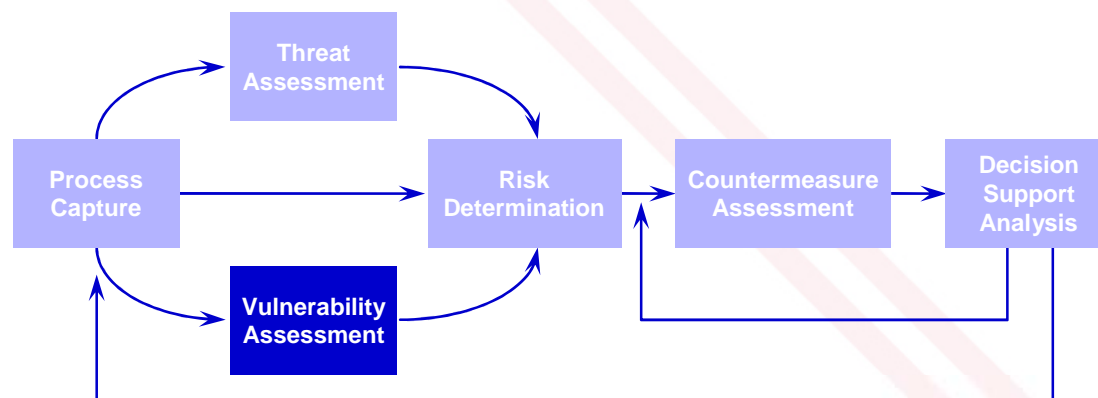 Threat
Assessment
Process
Capture
Risk
Determination
Countermeasure
Assessment
Decision
Support
Analysis
Vulnerability
Assessment